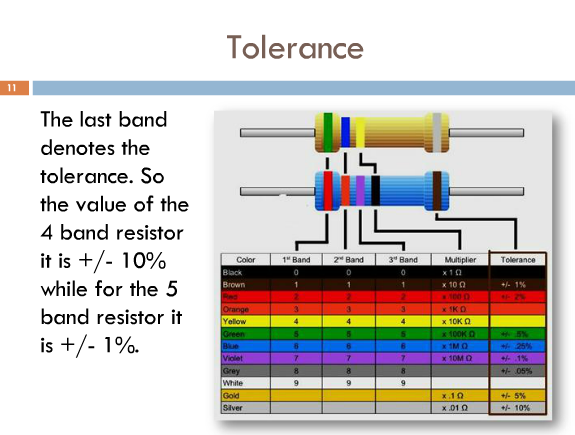 Tolerance
11
The last band
denotes the
tolerance. So
the value of the
4 band resistor
it is +/- 10%
while for the 5
band resistor it
is +/- 1%.
Color 1st Band 2nd Band 3rd Band Multiplier Tolerance
Black 0 0 0 x 1 Ω
Brown 1 1 1 x 10 Ω +/- 1%
Red 2 2 2 x 100 Ω +/- 2%
Orange 3 3 3 x 1K Ω
Yellow 4 4 4 x 10K Ω
Green 5 5 5 x 100K Ω +/- .5%
Blue 6 6 6 x 1M Ω +/- .25%
Violet 7 7 7 x 10M Ω +/- .1%
Grey 8 8 8 +/- .05%
White 9 9 9
Gold x .1 Ω +/- 5%
Silver x .01 Ω +/- 10%